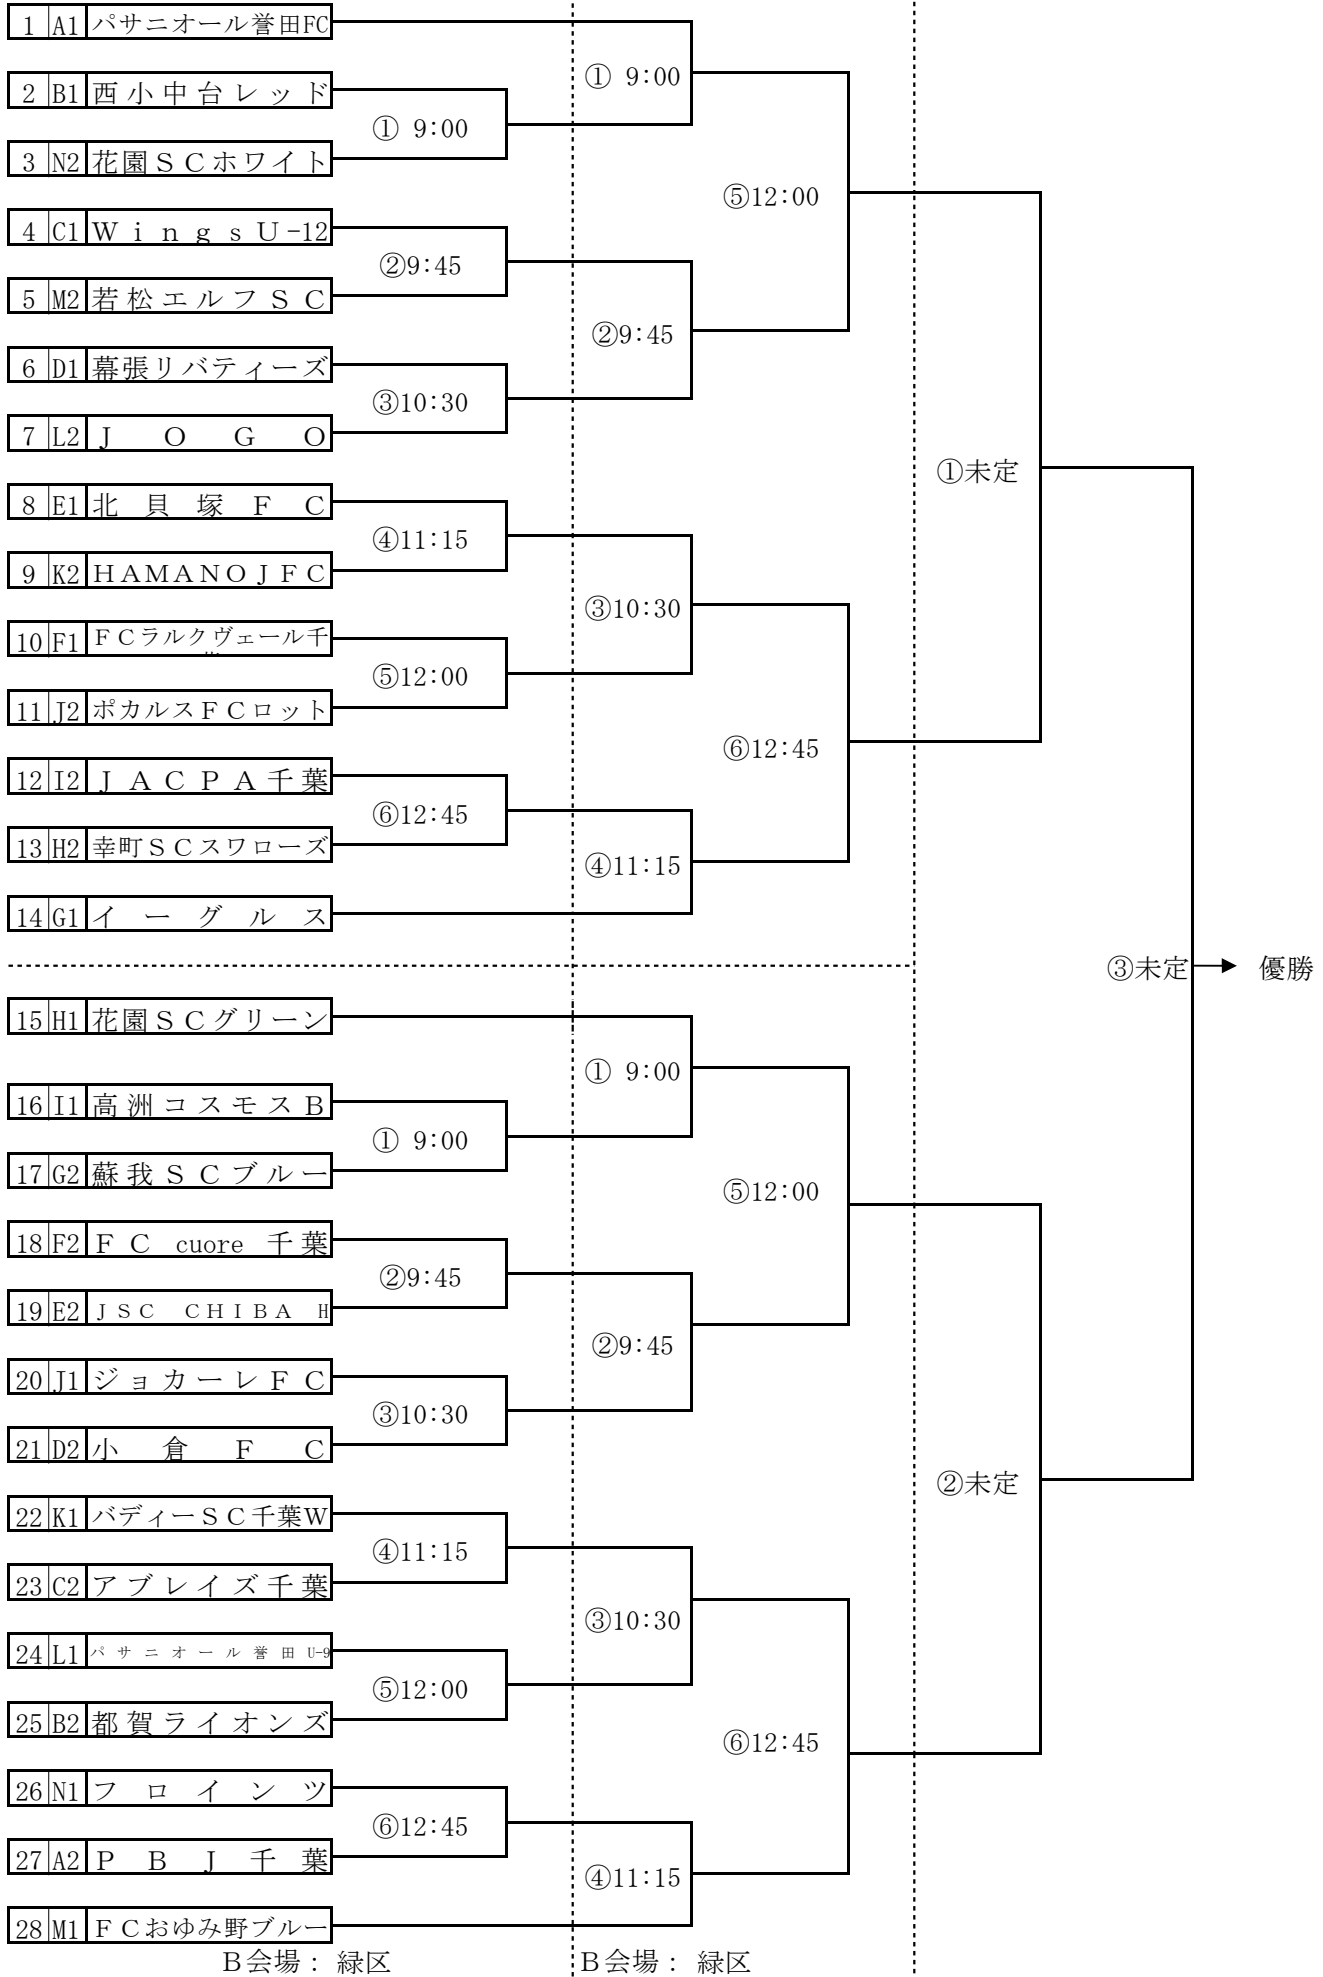 1 A1 パサニオール誉田FC
① 9:00
2 B1 西小中台レッド
① 9:00
3 N2 花園ＳＣホワイト
⑤12:00
4 C1 ＷｉｎｇｓＵ-12
②9:45
5 M2 若松エルフＳＣ
②9:45
6 D1 幕張リバティーズ
③10:30
7 L2 ＪＯＧＯ
①未定
8 E1 北貝塚ＦＣ
④11:15
9 K2 ＨＡＭＡＮＯＪＦＣ
③10:30
10 F1 ＦＣラルクヴェール千
⑤12:00
11 J2 ポカルスＦＣロット
⑥12:45
12 I2 ＪＡＣＰＡ千葉
⑥12:45
13 H2 幸町ＳＣスワローズ
④11:15
14 G1 イーグルス
③未定 優勝
15 H1 花園ＳＣグリーン
① 9:00
16 I1 高洲コスモスＢ
① 9:00
17 G2 蘇我ＳＣブルー
⑤12:00
18 F2 ＦＣ cuore 千葉
②9:45
19 E2 ＪＳＣ ＣＨＩＢＡ H
②9:45
20 J1 ジョカーレＦＣ
③10:30
21 D2 小倉ＦＣ
②未定
22 K1 バディーＳＣ千葉Ｗ
④11:15
23 C2 アブレイズ千葉
③10:30
24 L1 パサニオール誉田 U-9
⑤12:00
25 B2 都賀ライオンズ
⑥12:45
26 N1 フロインツ
⑥12:45
27 A2 ＰＢＪ千葉
④11:15
28 M1 ＦＣおゆみ野ブルー
Ｂ会場： 緑区 Ｂ会場： 緑区